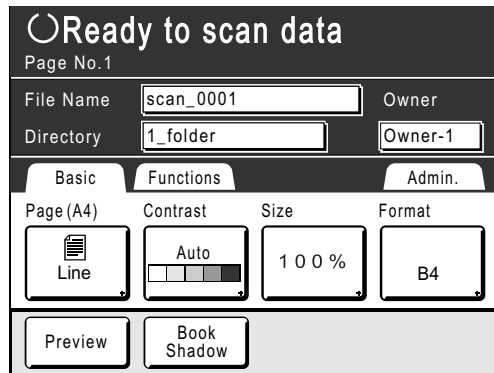 Ready to scan data
Page No.1
File Name scan_0001 Owner
Directory 1_folder Owner-1
Basic Functions Admin.
Page (A4) Contrast Size Format
Line Auto 100% B4
Preview Book Shadow